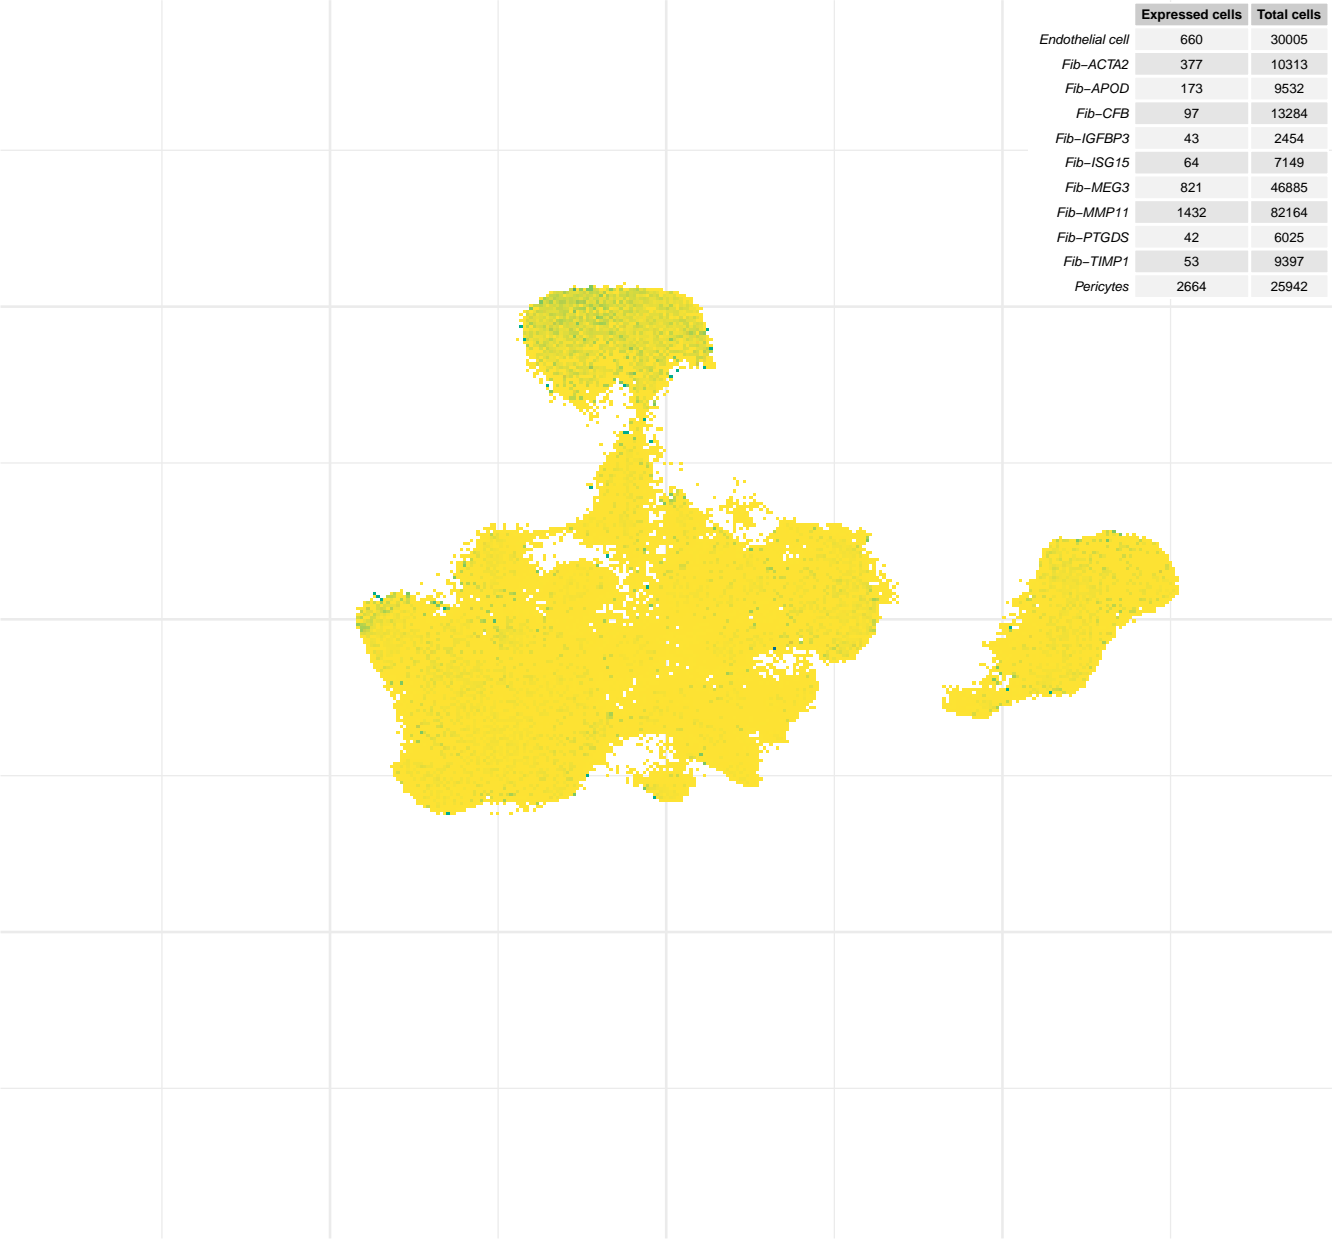 Expressed cells Total cells
Endothelial cell 660 30005
Fib−ACTA2 377 10313
Fib−APOD 173 9532
Fib−CFB 97 13284
Fib−IGFBP3 43 2454
Fib−ISG15 64 7149
Fib−MEG3 821 46885
Fib−MMP11 1432 82164
Fib−PTGDS 42 6025
Fib−TIMP1 53 9397
Pericytes 2664 25942